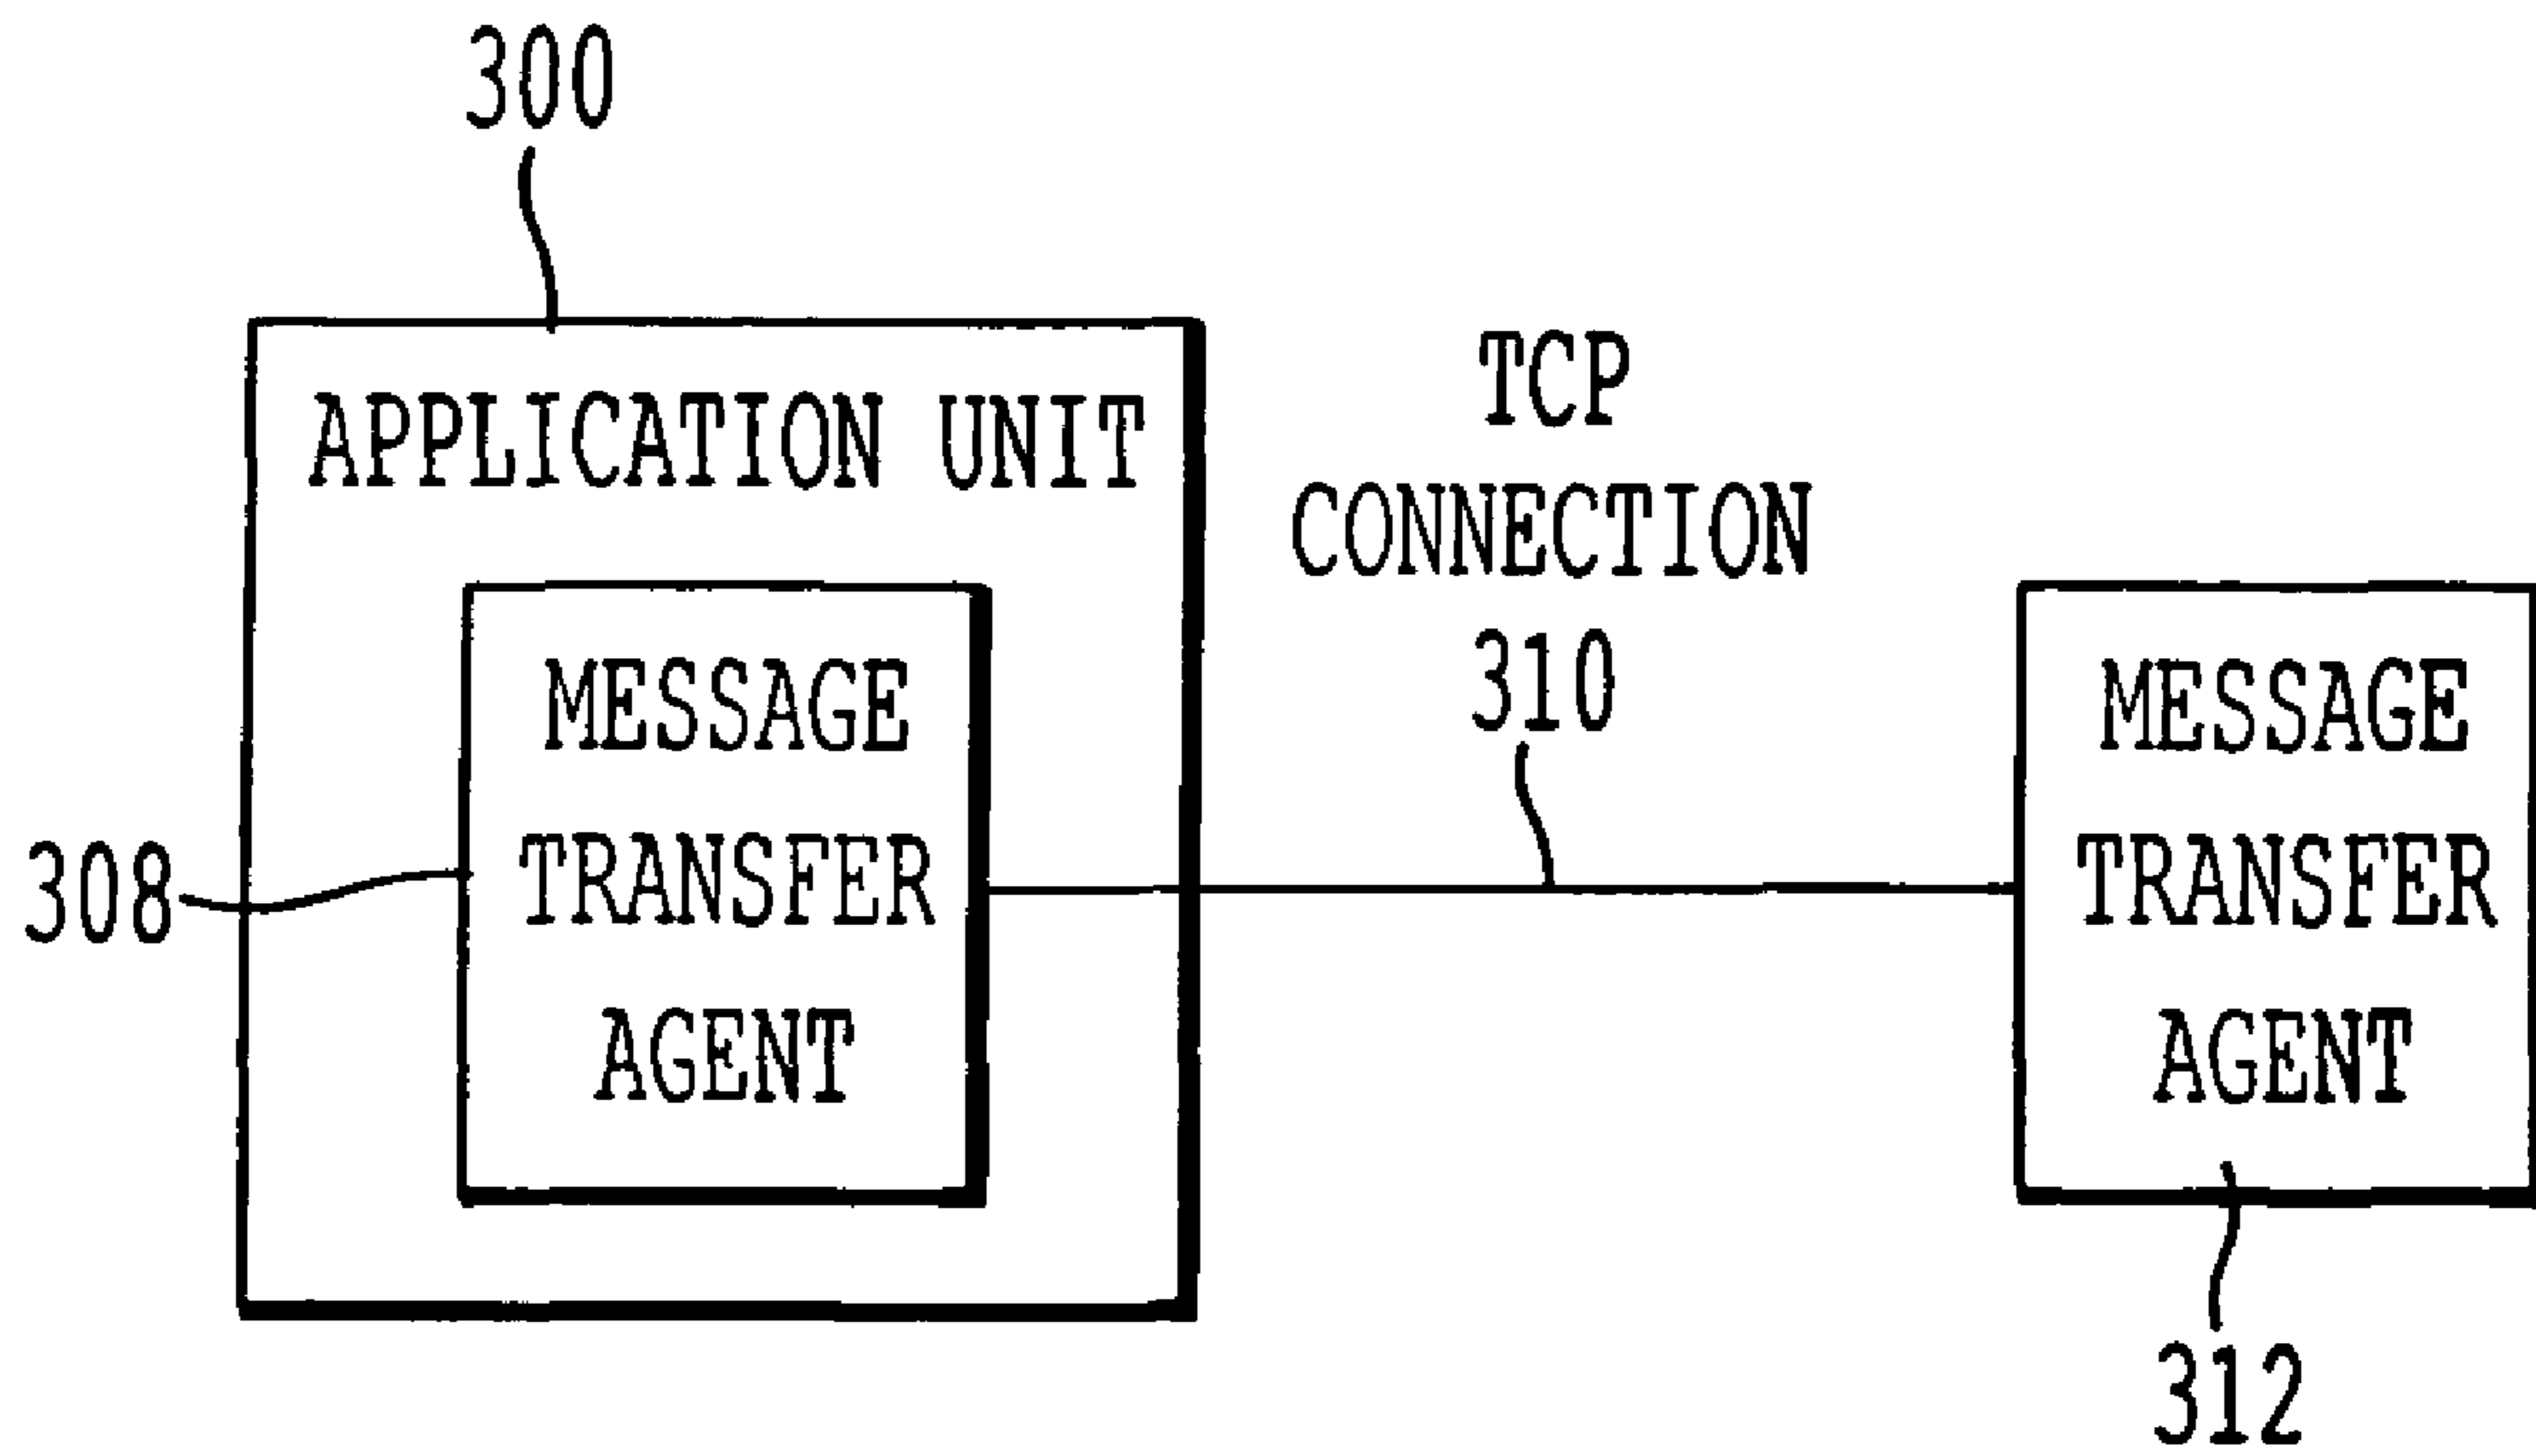 300
APPLICATION UNIT
MESSAGE
TRANSFER
AGENT
308
TCP
CONNECTION
310
MESSAGE
TRANSFER
AGENT
312